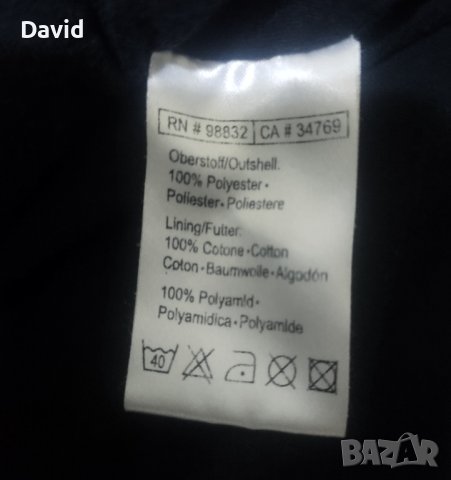 David
RN # 98832 CA # 34769
Oberstoff/Outshell:
100% Polyester•
Poliester•Poliestere
Lining/Futter:
100% Cotone•Cotton
Coton•Baumwolle•Algodón
100% Polyamid•
Polyamidica•Polyamide
40
BAZAR